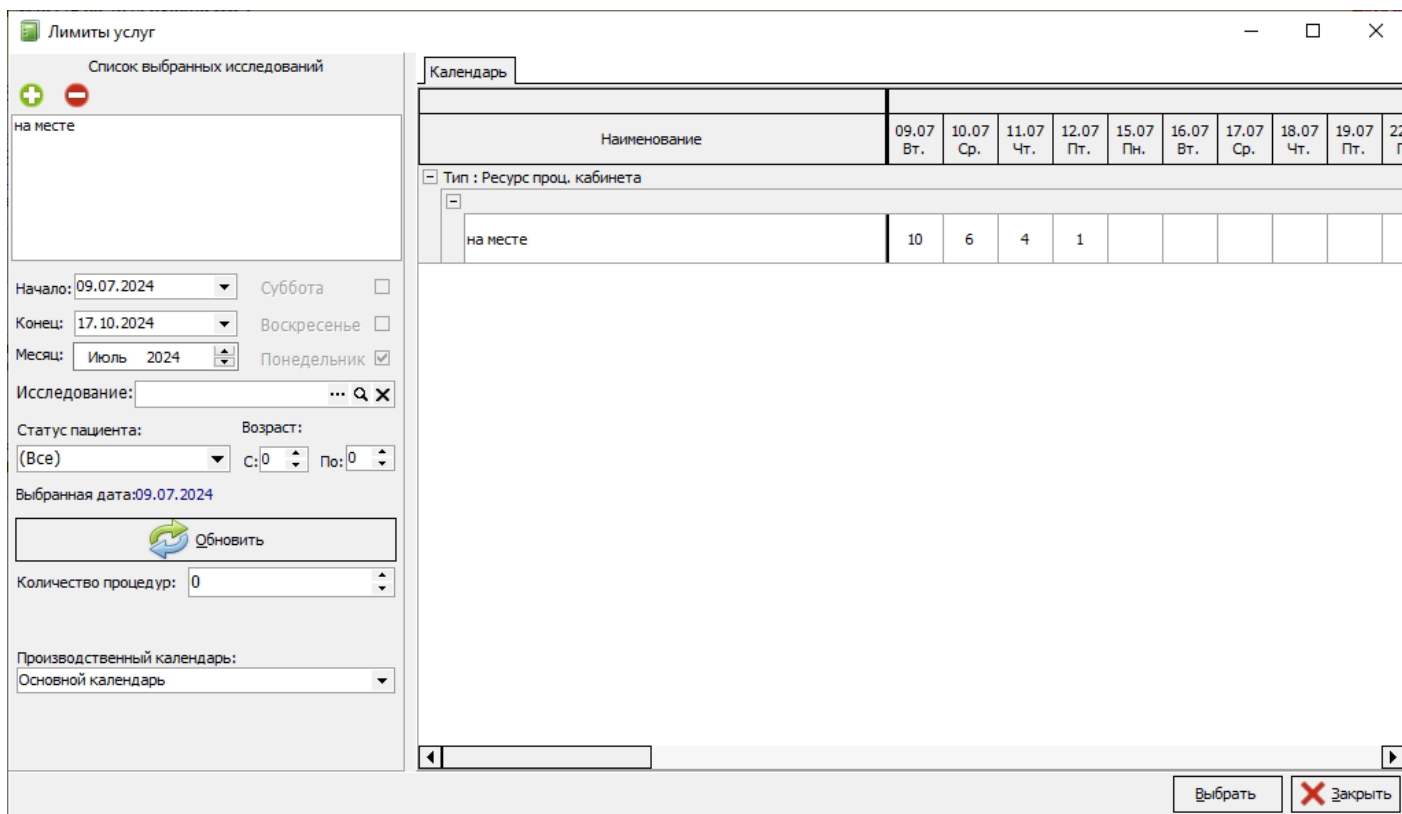 Лимиты услуг
Список выбранных исследований
на месте
Начало: 09.07.2024
Суббота
Конец: 17.10.2024
Воскресенье
Месяц: Июль 2024
Понедельник
Исследование:
Статус пациента:
Возраст:
(Все)
С: 0 По: 0
Выбранная дата:09.07.2024
Обновить
Количество процедур: 0
Производственный календарь:
Основной календарь
Календарь
Наименование
09.07 10.07 11.07 12.07 15.07 16.07 17.07 18.07 19.07
Вт. Ср. Чт. Пт. Пн. Вт. Ср. Чт. Пт.
Тип : Ресурс проц. кабинета
на месте 10 6 4 1
Выбрать
Закрыть